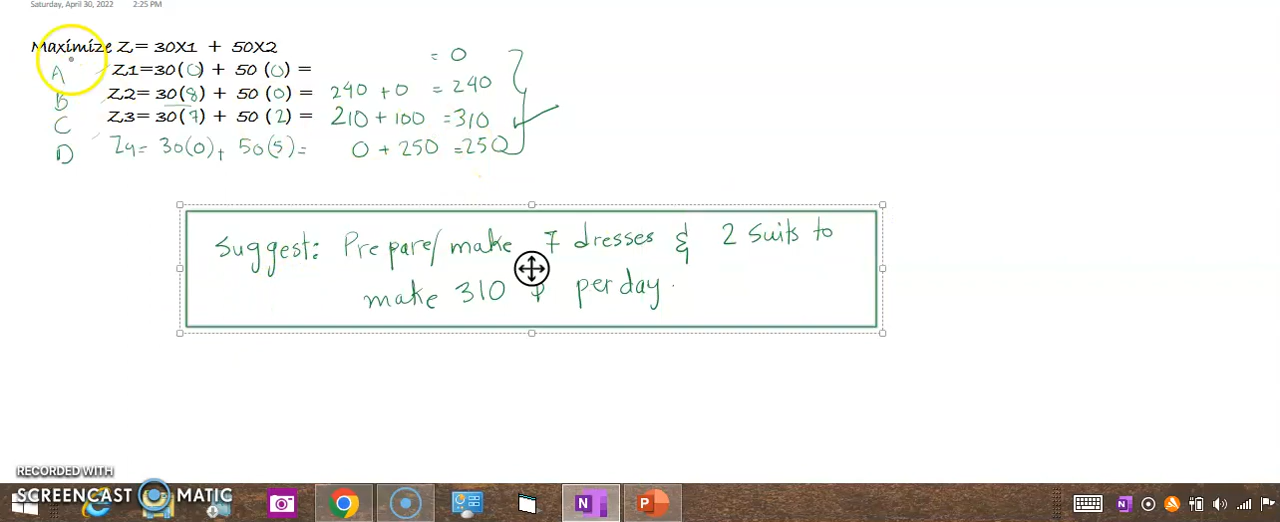 Saturday, April 30, 2022 2:25 PM
Maximize Z= 30X1 + 50X2
A Z1=30(0) + 50 (0) = = 0
B Z2= 30(8) + 50 (0) = 240 + 0 = 240
C Z3= 30(7) + 50 (2) = 210 + 100 = 310
D Z4= 30(0) + 50(5) = 0 + 250 = 250
Suggest: Prepare/make 7 dresses & 2 Suits to
make 310 per day.
RECORDED WITH
SCREENCAST MATIC